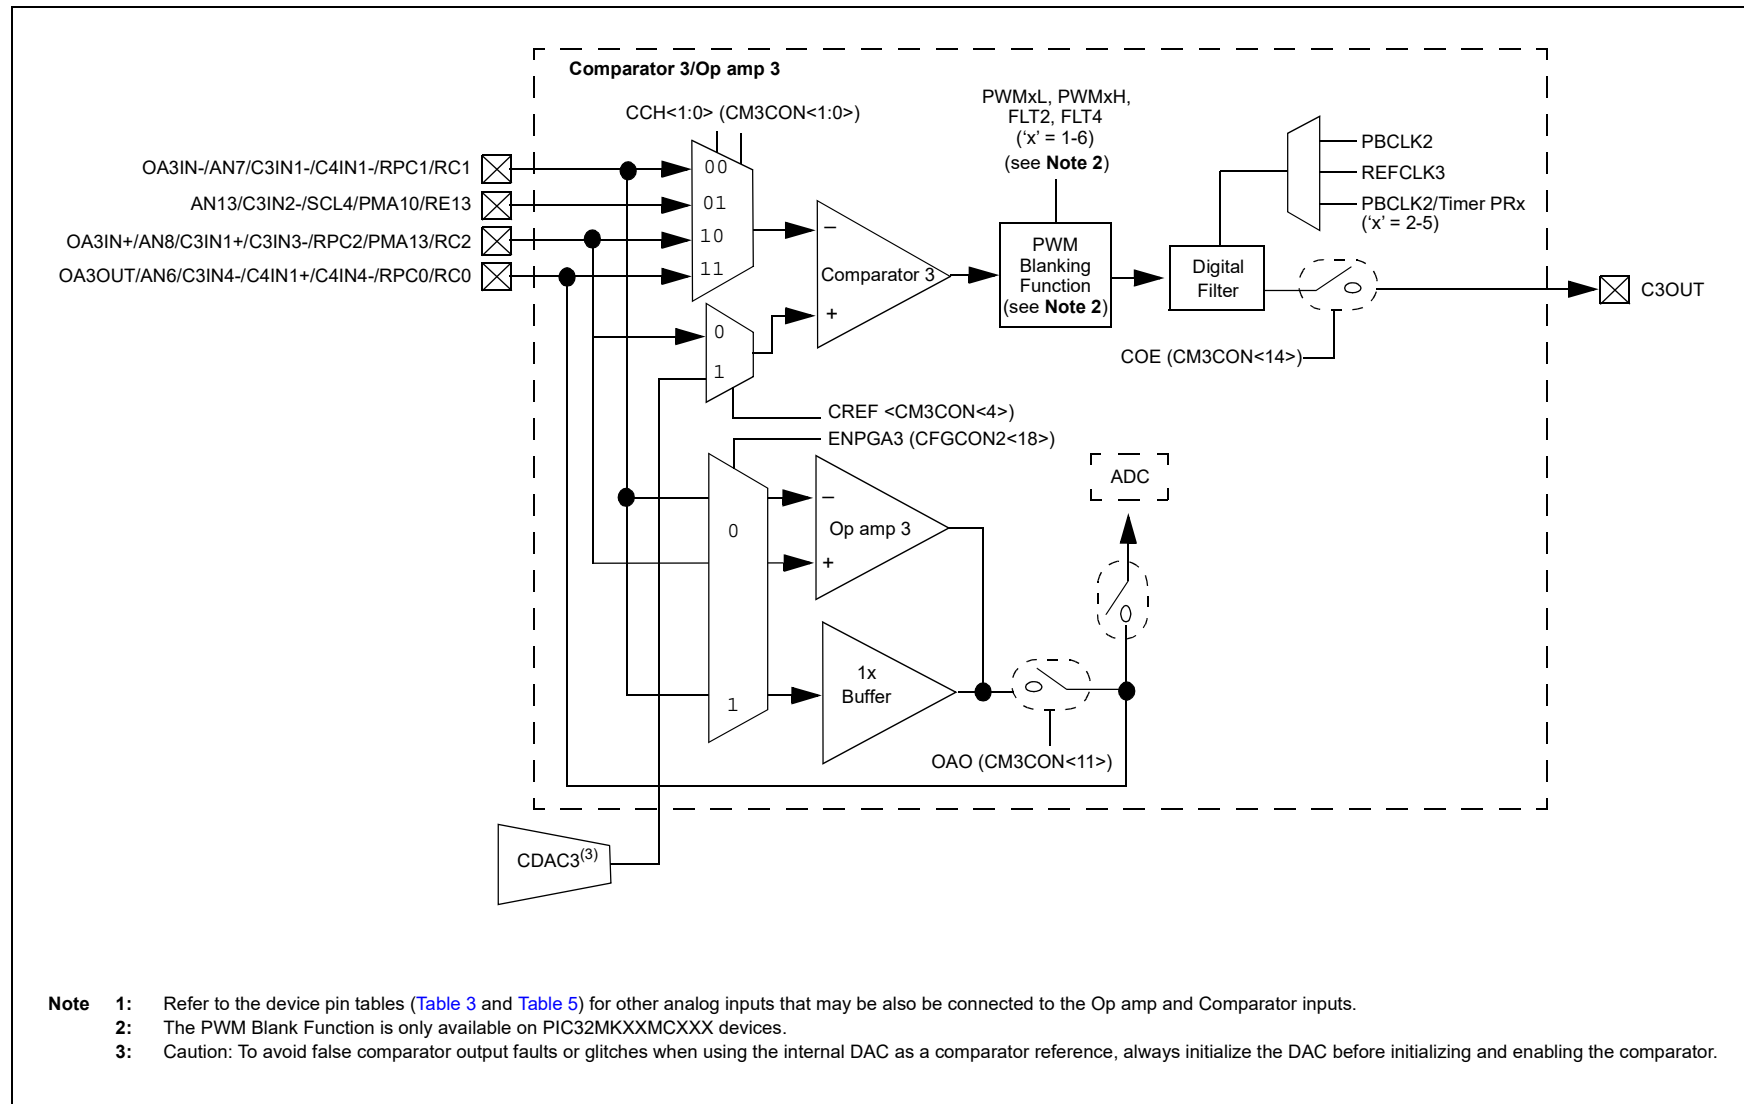 Comparator 3/Op amp 3
CCH<1:0> (CM3CON<1:0>)
PWMxL, PWMxH,
FLT2, FLT4
(‘x’ = 1-6)
(see Note 2)
OA3IN-/AN7/C3IN1-/C4IN1-/RPC1/RC1
AN13/C3IN2-/SCL4/PMA10/RE13
OA3IN+/AN8/C3IN1+/C3IN3-/RPC2/PMA13/RC2
OA3OUT/AN6/C3IN4-/C4IN1+/C4IN4-/RPC0/RC0
00
01
10
11
0
1
–
Comparator 3
+
PWM
Blanking
Function
(see Note 2)
Digital
Filter
PBCLK2
REFCLK3
PBCLK2/Timer PRx
(‘x’ = 2-5)
C3OUT
COE (CM3CON<14>)
CREF <CM3CON<4>)
ENPGA3 (CFGCON2<18>)
0
1
–
Op amp 3
+
ADC
1x
Buffer
OAO (CM3CON<11>)
CDAC3(3)
Note 1: Refer to the device pin tables (Table 3 and Table 5) for other analog inputs that may be also be connected to the Op amp and Comparator inputs.
2: The PWM Blank Function is only available on PIC32MKXXMCXXX devices.
3: Caution: To avoid false comparator output faults or glitches when using the internal DAC as a comparator reference, always initialize the DAC before initializing and enabling the comparator.